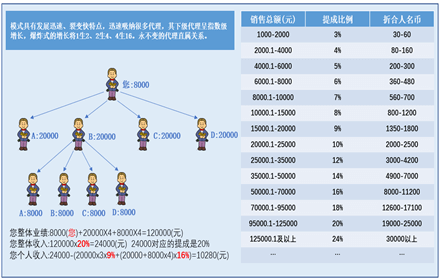 模式具有发展迅速、裂变快特点，迅速吸纳很多代理，其下级代理呈指数级
增长，爆炸式的增长将1生2、2生4、4生16，永不变的代理直属关系。
您:8000
A:20000
B:20000
C:20000
D:20000
A:8000
B:8000
C:8000
D:8000
您整体业绩:8000(您)+20000X4+8000X4=120000(元)
您整体收入:120000x20%=24000(元) 24000对应的提成是20%
您个人收入:24000-(20000x3x9%+(20000+8000x4)x16%)=10280(元)
销售总额(元) 提成比例 折合人民币
1000-2000 3% 30-60
2000.1-4000 4% 80-160
4000.1-6000 5% 200-300
6000.1-8000 6% 360-480
8000.1-10000 7% 560-700
10000.1-15000 8% 800-1200
15000.1-20000 9% 1350-1800
20000.1-25000 10% 2000-2500
25000.1-35000 12% 3000-4200
35000.1-50000 14% 4900-7000
50000.1-70000 16% 8000-11200
70000.1-95000 18% 12600-17100
95000.1-125000 20% 19000-25000
125000.1及以上 24% 30000以上
... ... ...